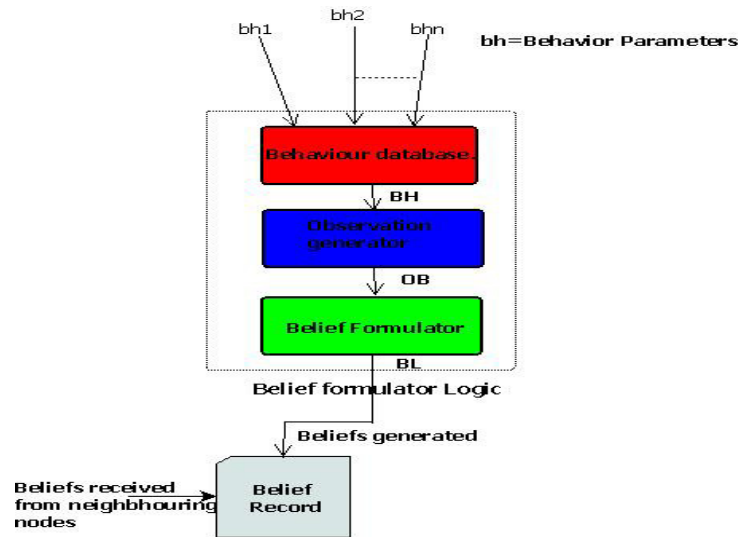 bh1
bh2
bhn
bh=Behavior Parameters
Behaviour database.
BH
Observation
generator
OB
Belief Formulator
BL
Belief formulator Logic
Beliefs generated
Beliefs received
from neighbhouring
nodes
Belief
Record